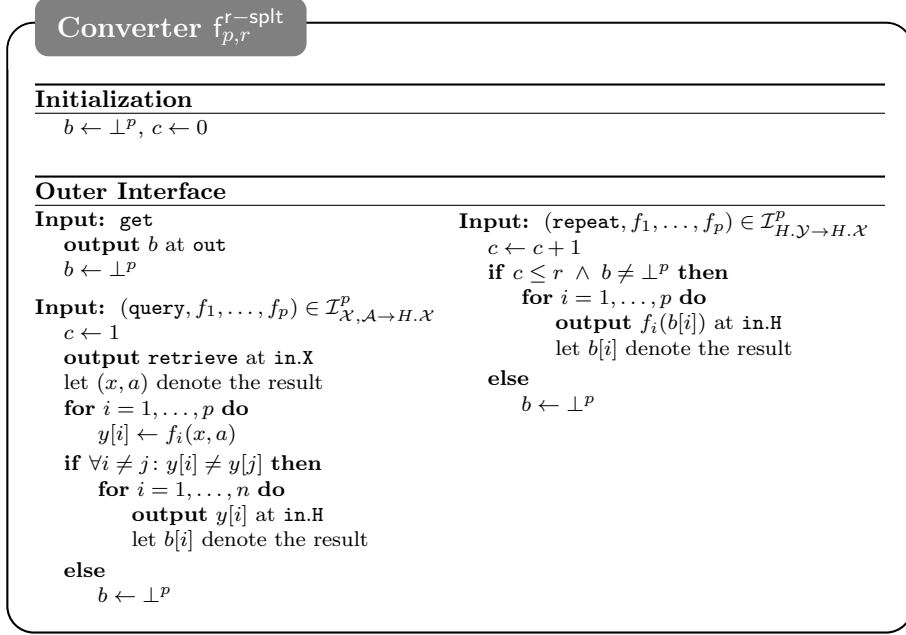 Converter f^{r-splt}_{p,r}
Initialization
b ← ⊥^p, c ← 0
Outer Interface
Input: get
output b at out
b ← ⊥^p
Input: (query, f_1, …, f_p) ∈ I^p_{X,A→H.X}
c ← 1
output retrieve at in.X
let (x, a) denote the result
for i = 1, …, p do
y[i] ← f_i(x, a)
if ∀i ≠ j: y[i] ≠ y[j] then
for i = 1, …, n do
output y[i] at in.H
let b[i] denote the result
else
b ← ⊥^p
Input: (repeat, f_1, …, f_p) ∈ I^p_{H.Y→H.X}
c ← c + 1
if c ≤ r ∧ b ≠ ⊥^p then
for i = 1, …, p do
output f_i(b[i]) at in.H
let b[i] denote the result
else
b ← ⊥^p